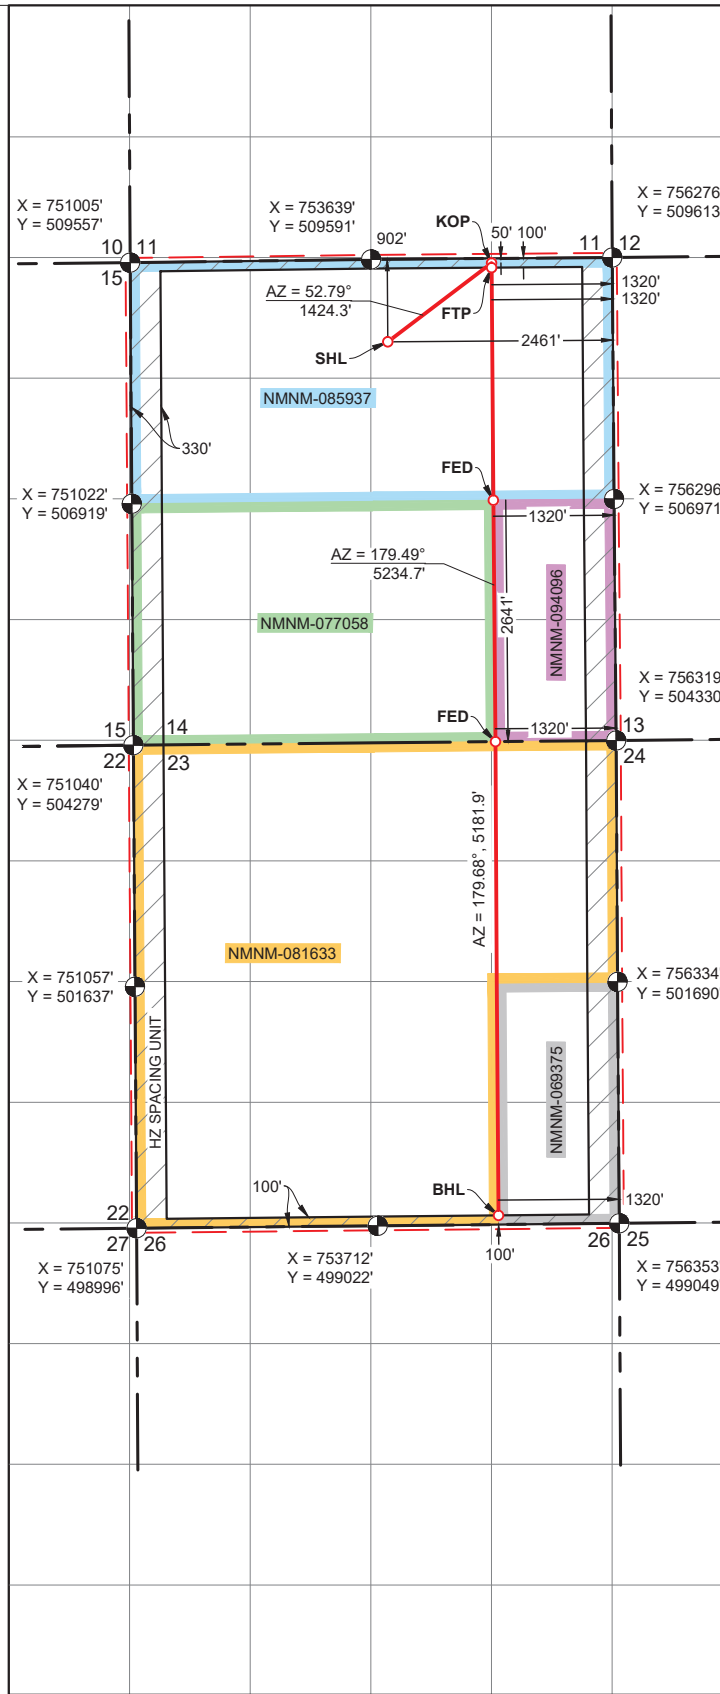 X = 751005'
Y = 509557'
X = 753639'
Y = 509591'
X = 756276
Y = 509613
KOP
902'
50' 100'
10 11
15
11 12
1320'
1320'
AZ = 52.79°
1424.3'
FTP
2461'
SHL
NMNM-085937
330'
FED
X = 751022'
Y = 506919'
X = 756296
Y = 506971
1320'
AZ = 179.49°
5234.7'
2641'
NMNM-094096
NMNM-077058
X = 756319
Y = 504330
FED
1320'
15 14
22 23
13
24
X = 751040'
Y = 504279'
AZ = 179.68°, 5181.9'
NMNM-081633
X = 751057'
Y = 501637'
X = 756334'
Y = 501690'
HZ SPACING UNIT
NMNM-069375
100'
BHL
1320'
22
27 26
100'
26 25
X = 751075'
Y = 498996'
X = 753712'
Y = 499022'
X = 756353
Y = 499049